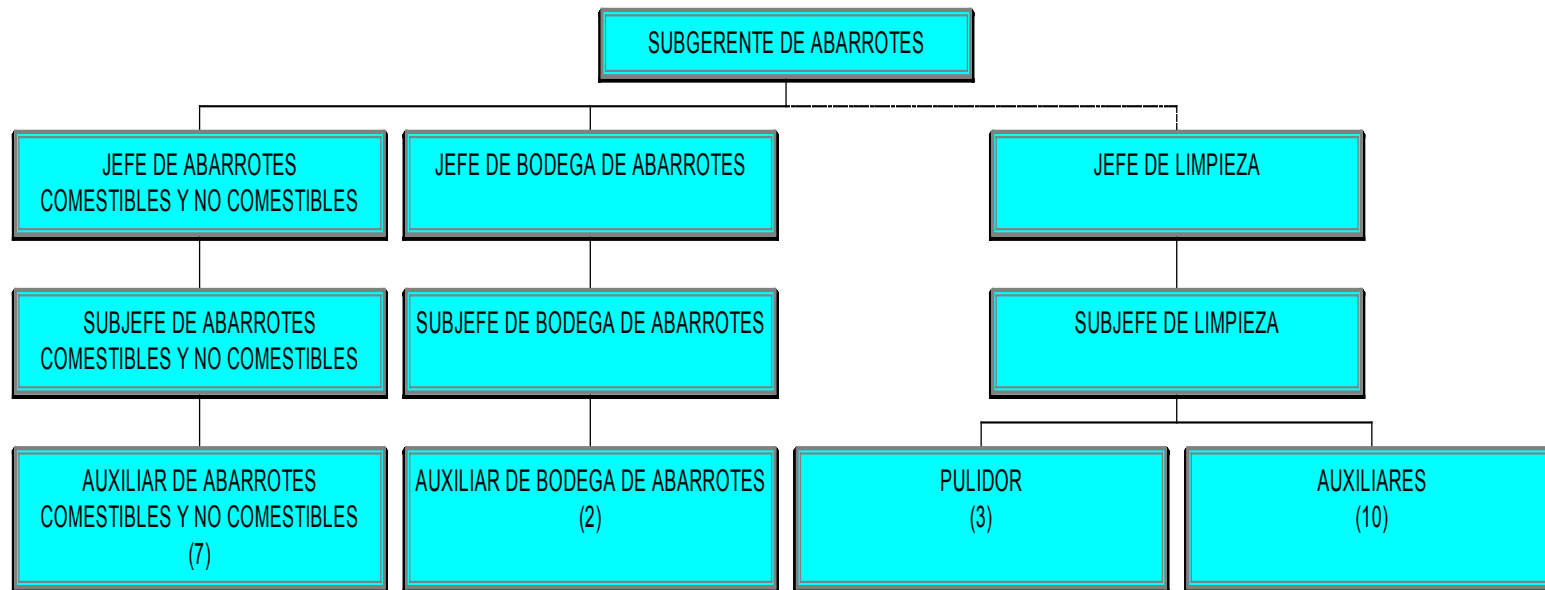 SUBGERENTE DE ABARROTES
JEFE DE ABARROTES
COMESTIBLES Y NO COMESTIBLES
JEFE DE BODEGA DE ABARROTES
JEFE DE LIMPIEZA
SUBJEFE DE ABARROTES
COMESTIBLES Y NO COMESTIBLES
SUBJEFE DE BODEGA DE ABARROTES
SUBJEFE DE LIMPIEZA
AUXILIAR DE ABARROTES
COMESTIBLES Y NO COMESTIBLES
(7)
AUXILIAR DE BODEGA DE ABARROTES
(2)
PULIDOR
(3)
AUXILIARES
(10)